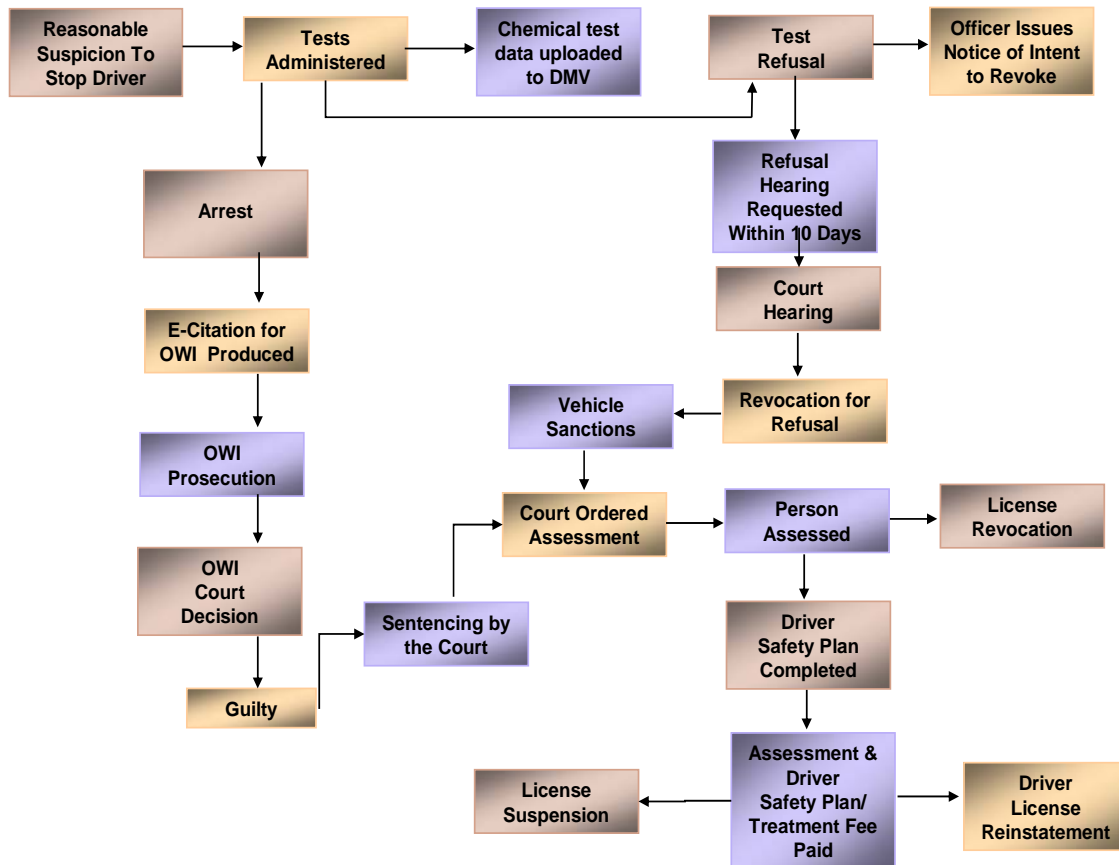 Reasonable
Suspicion To
Stop Driver
Tests
Administered
Chemical test
data uploaded
to DMV
Test
Refusal
Officer Issues
Notice of Intent
to Revoke
Refusal
Hearing
Requested
Within 10 Days
Arrest
Court
Hearing
E-Citation for
OWI Produced
Vehicle
Sanctions
Revocation for
Refusal
OWI
Prosecution
Court Ordered
Assessment
Person
Assessed
License
Revocation
OWI
Court
Decision
Sentencing by
the Court
Driver
Safety Plan
Completed
Guilty
License
Suspension
Assessment &
Driver
Safety Plan/
Treatment Fee
Paid
Driver
License
Reinstatement